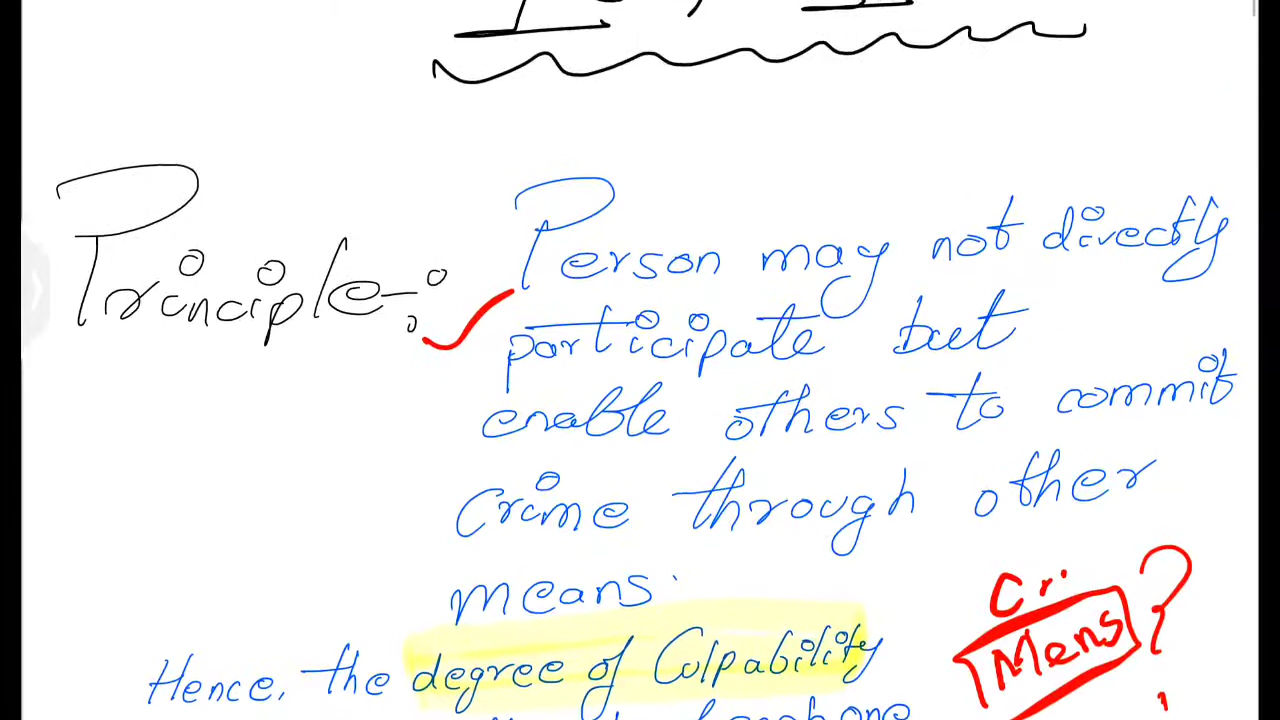 Principle-: Person may not directly
participate but
enable others to commit
Crime through other
means.
Cr. ?
Mens
Hence, the degree of Culpability